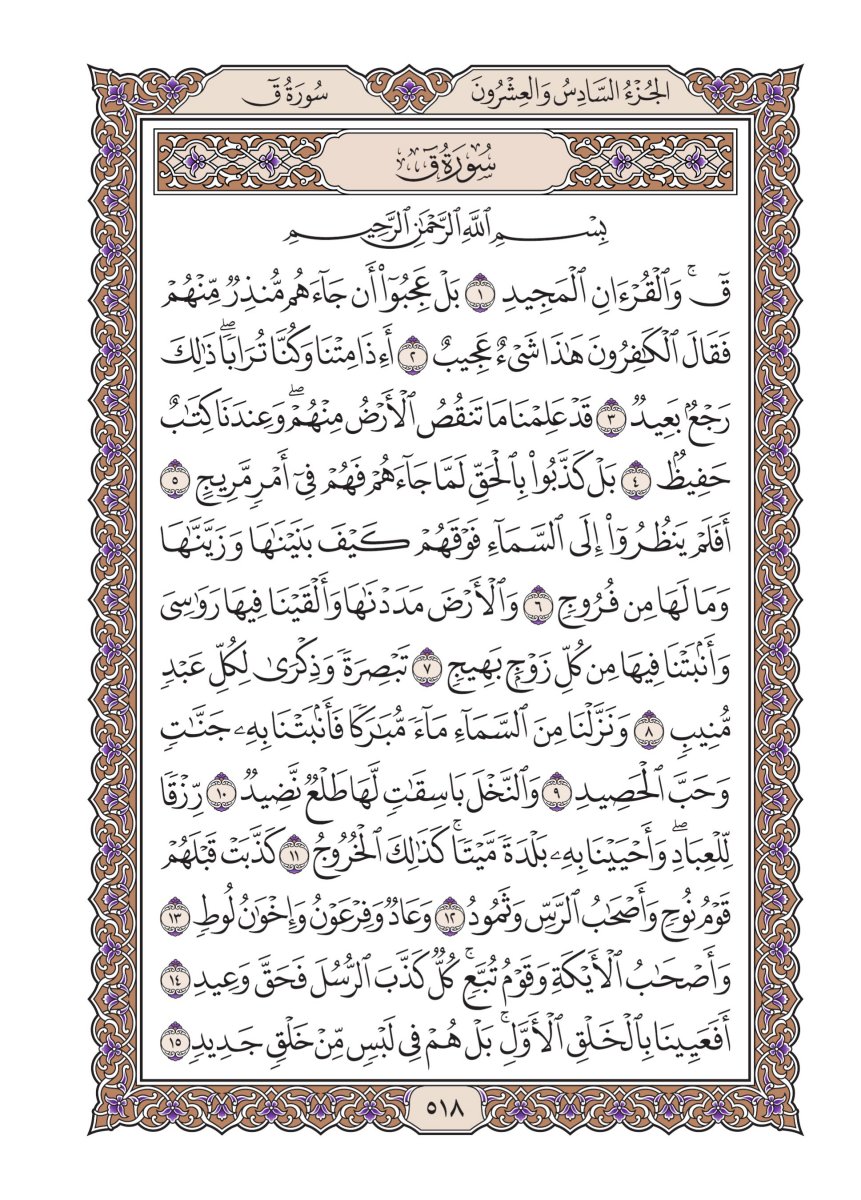 الجُزْءُ السَّادِسُ وَالعِشْرُونَ
سُورَةُ قٓ
سُورَةُ قٓ
بِسْمِ ٱللَّهِ ٱلرَّحْمَٰنِ ٱلرَّحِيمِ
قٓۚ وَٱلْقُرْءَانِ ٱلْمَجِيدِ ١ بَلْ عَجِبُوٓا۟ أَن جَآءَهُم مُّنذِرٌ مِّنْهُمْ
فَقَالَ ٱلْكَٰفِرُونَ هَٰذَا شَىْءٌ عَجِيبٌ ٢ أَءِذَا مِتْنَا وَكُنَّا تُرَابًاۖ ذَٰلِكَ
رَجْعٌۢ بَعِيدٌ ٣ قَدْ عَلِمْنَا مَا تَنقُصُ ٱلْأَرْضُ مِنْهُمْۖ وَعِندَنَا كِتَٰبٌ
حَفِيظٌۢ ٤ بَلْ كَذَّبُوا۟ بِٱلْحَقِّ لَمَّا جَآءَهُمْ فَهُمْ فِىٓ أَمْرٍ مَّرِيجٍ ٥
أَفَلَمْ يَنظُرُوٓا۟ إِلَى ٱلسَّمَآءِ فَوْقَهُمْ كَيْفَ بَنَيْنَٰهَا وَزَيَّنَّٰهَا
وَمَا لَهَا مِن فُرُوجٍ ٦ وَٱلْأَرْضَ مَدَدْنَٰهَا وَأَلْقَيْنَا فِيهَا رَوَٰسِىَ
وَأَنۢبَتْنَا فِيهَا مِن كُلِّ زَوْجٍۭ بَهِيجٍ ٧ تَبْصِرَةً وَذِكْرَىٰ لِكُلِّ عَبْدٍ
مُّنِيبٍ ٨ وَنَزَّلْنَا مِنَ ٱلسَّمَآءِ مَآءً مُّبَٰرَكًا فَأَنۢبَتْنَا بِهِۦ جَنَّٰتٍ
وَحَبَّ ٱلْحَصِيدِ ٩ وَٱلنَّخْلَ بَاسِقَٰتٍ لَّهَا طَلْعٌ نَّضِيدٌ ١٠ رِّزْقًا
لِّلْعِبَادِۖ وَأَحْيَيْنَا بِهِۦ بَلْدَةً مَّيْتًاۚ كَذَٰلِكَ ٱلْخُرُوجُ ١١ كَذَّبَتْ قَبْلَهُمْ
قَوْمُ نُوحٍ وَأَصْحَٰبُ ٱلرَّسِّ وَثَمُودُ ١٢ وَعَادٌ وَفِرْعَوْنُ وَإِخْوَٰنُ لُوطٍ ١٣
وَأَصْحَٰبُ ٱلْأَيْكَةِ وَقَوْمُ تُبَّعٍۚ كُلٌّ كَذَّبَ ٱلرُّسُلَ فَحَقَّ وَعِيدِ ١٤
أَفَعَيِينَا بِٱلْخَلْقِ ٱلْأَوَّلِۚ بَلْ هُمْ فِى لَبْسٍ مِّنْ خَلْقٍ جَدِيدٍ ١٥
٥١٨